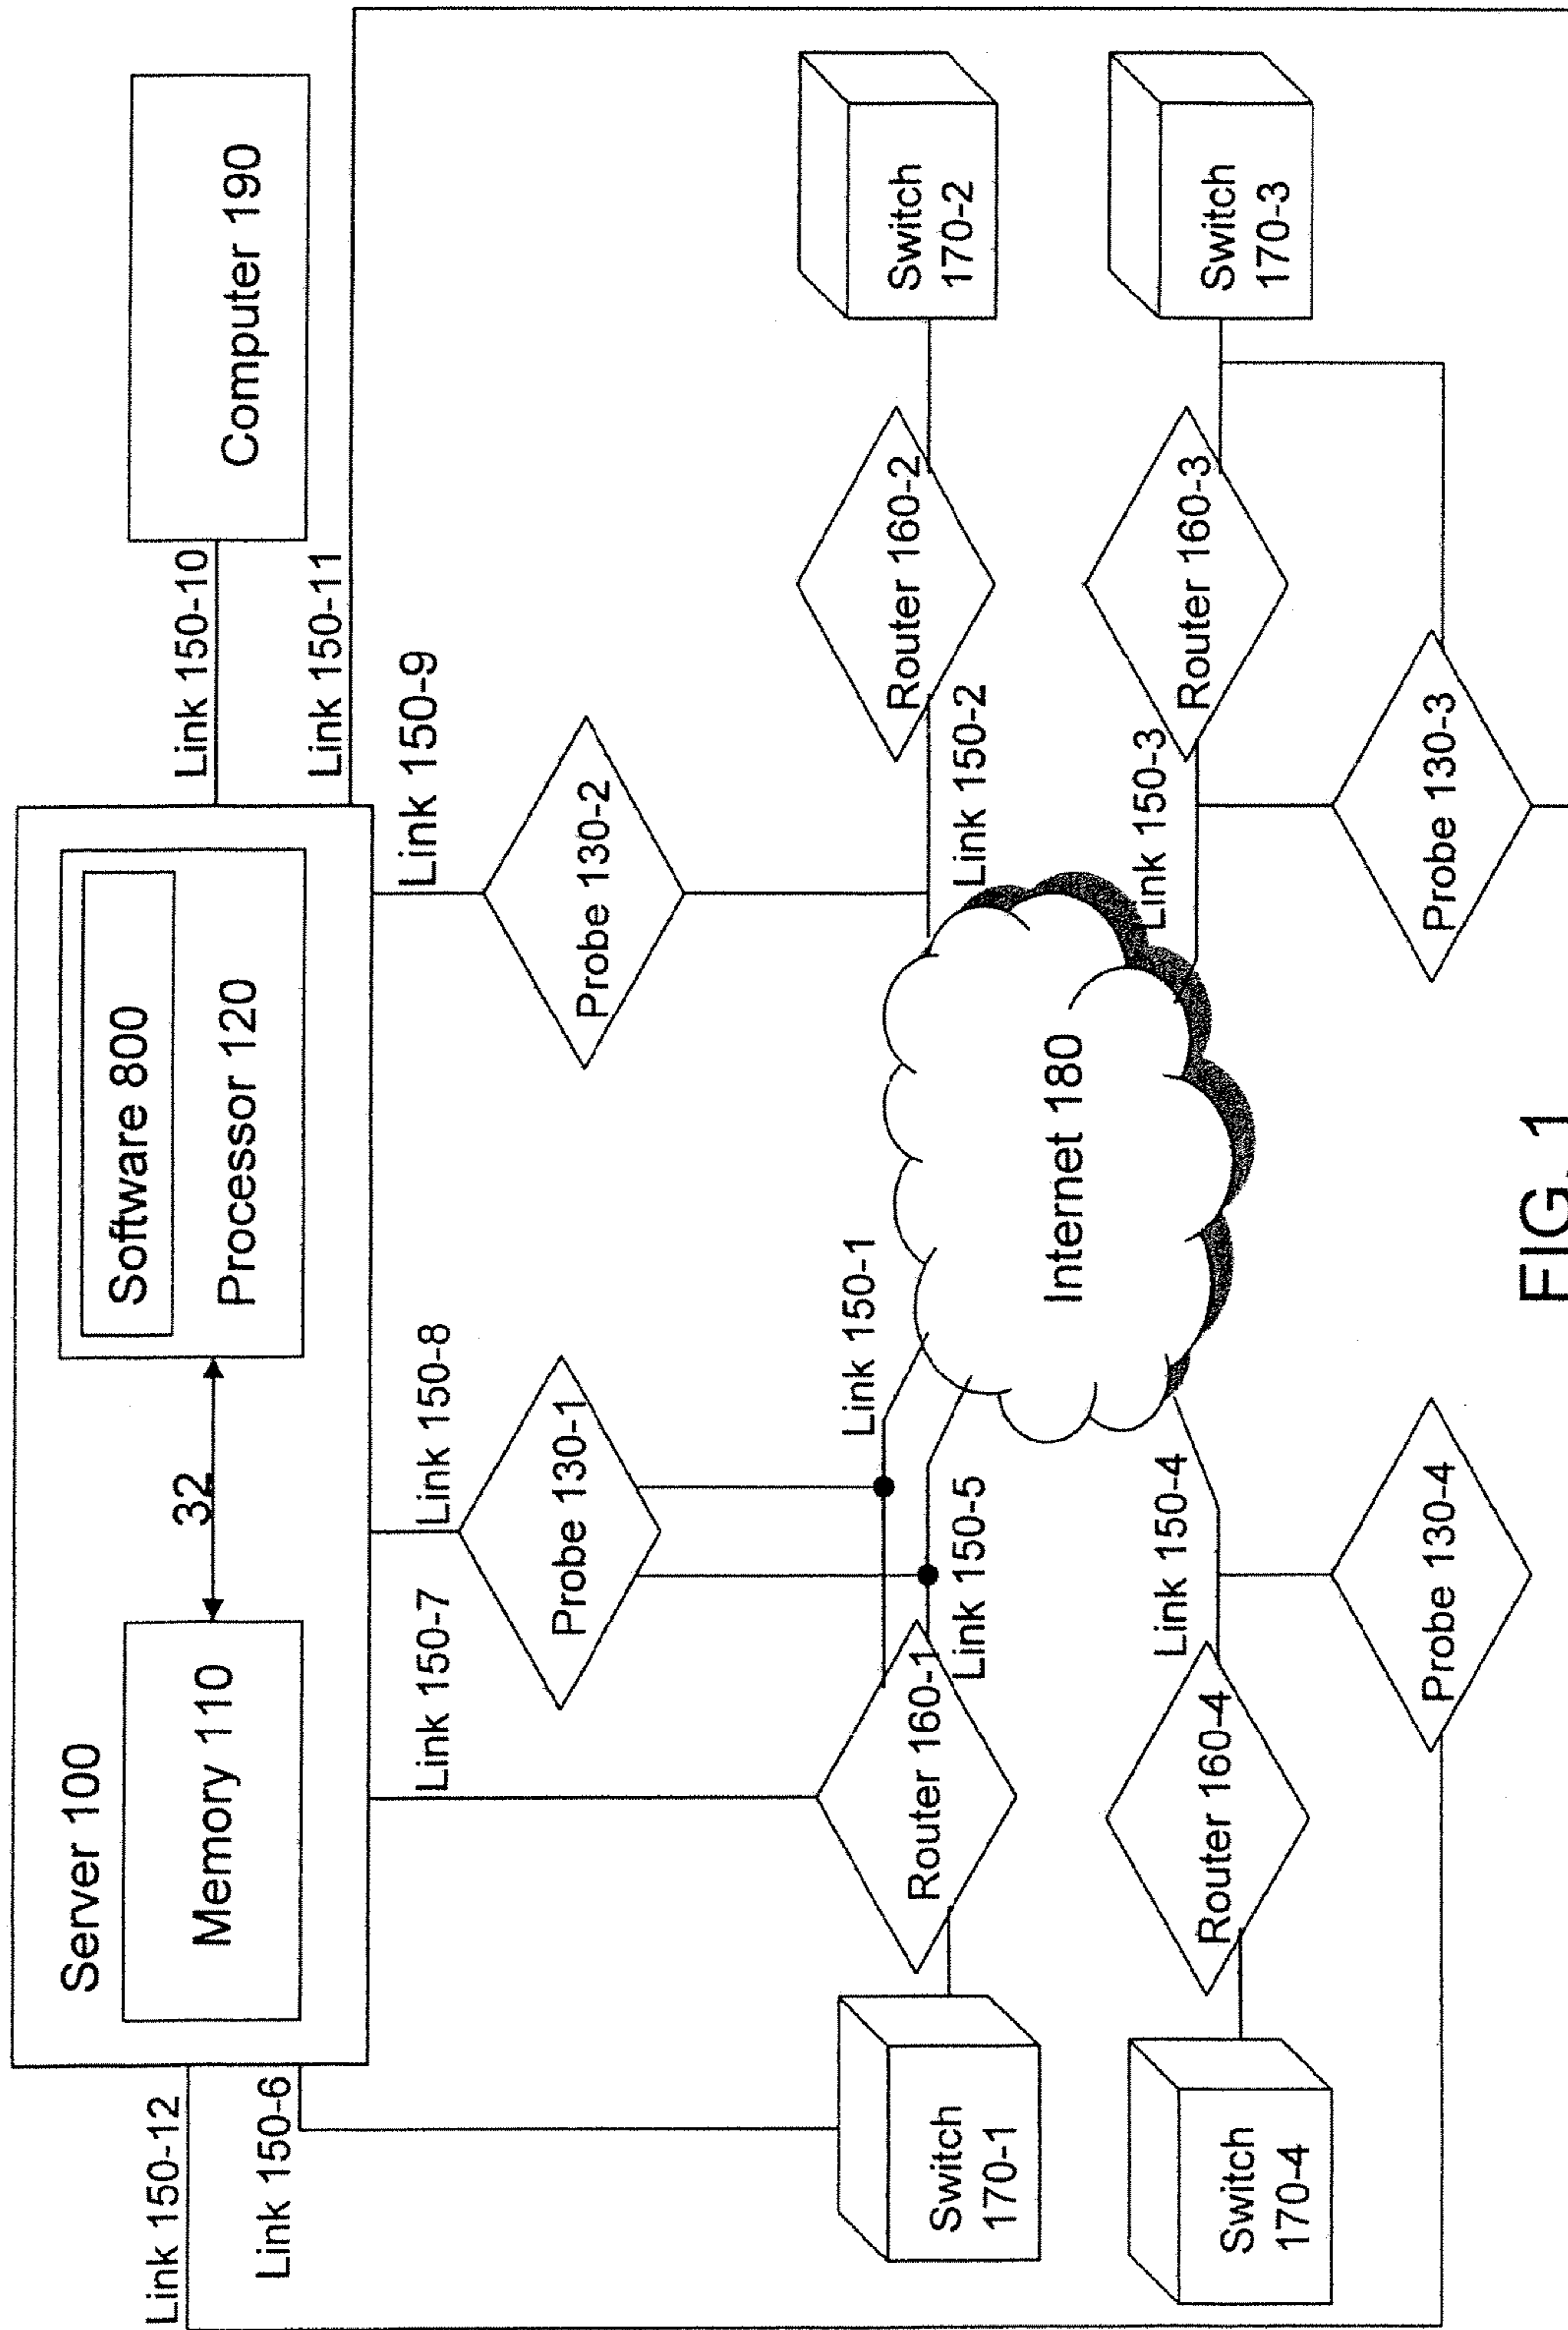 Server 100
Memory 110
32
Software 800
Processor 120
Computer 190
Link 150-12
Link 150-6
Link 150-10
Link 150-11
Link 150-7
Link 150-8
Link 150-9
Probe 130-1
Probe 130-2
Link 150-1
Switch
170-1
Router 160-1
Link 150-5
Link 150-2
Router 160-2
Switch
170-2
Internet 180
Link 150-4
Link 150-3
Switch
170-4
Router 160-4
Router 160-3
Switch
170-3
Probe 130-4
Probe 130-3
FIG. 1